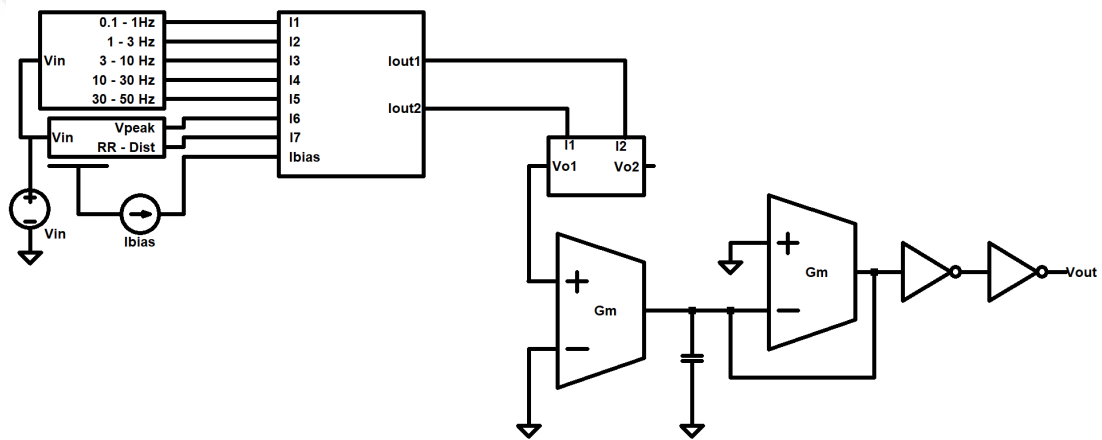 0.1 - 1Hz
1 - 3 Hz
Vin
3 - 10 Hz
10 - 30 Hz
30 - 50 Hz
Vpeak
Vin
RR - Dist
I1
I2
I3
I4
I5
I6
I7
Ibias
Iout1
Iout2
I1
I2
Vo1
Vo2
+
-
Vin
Ibias
+
Gm
-
+
Gm
-
Vout